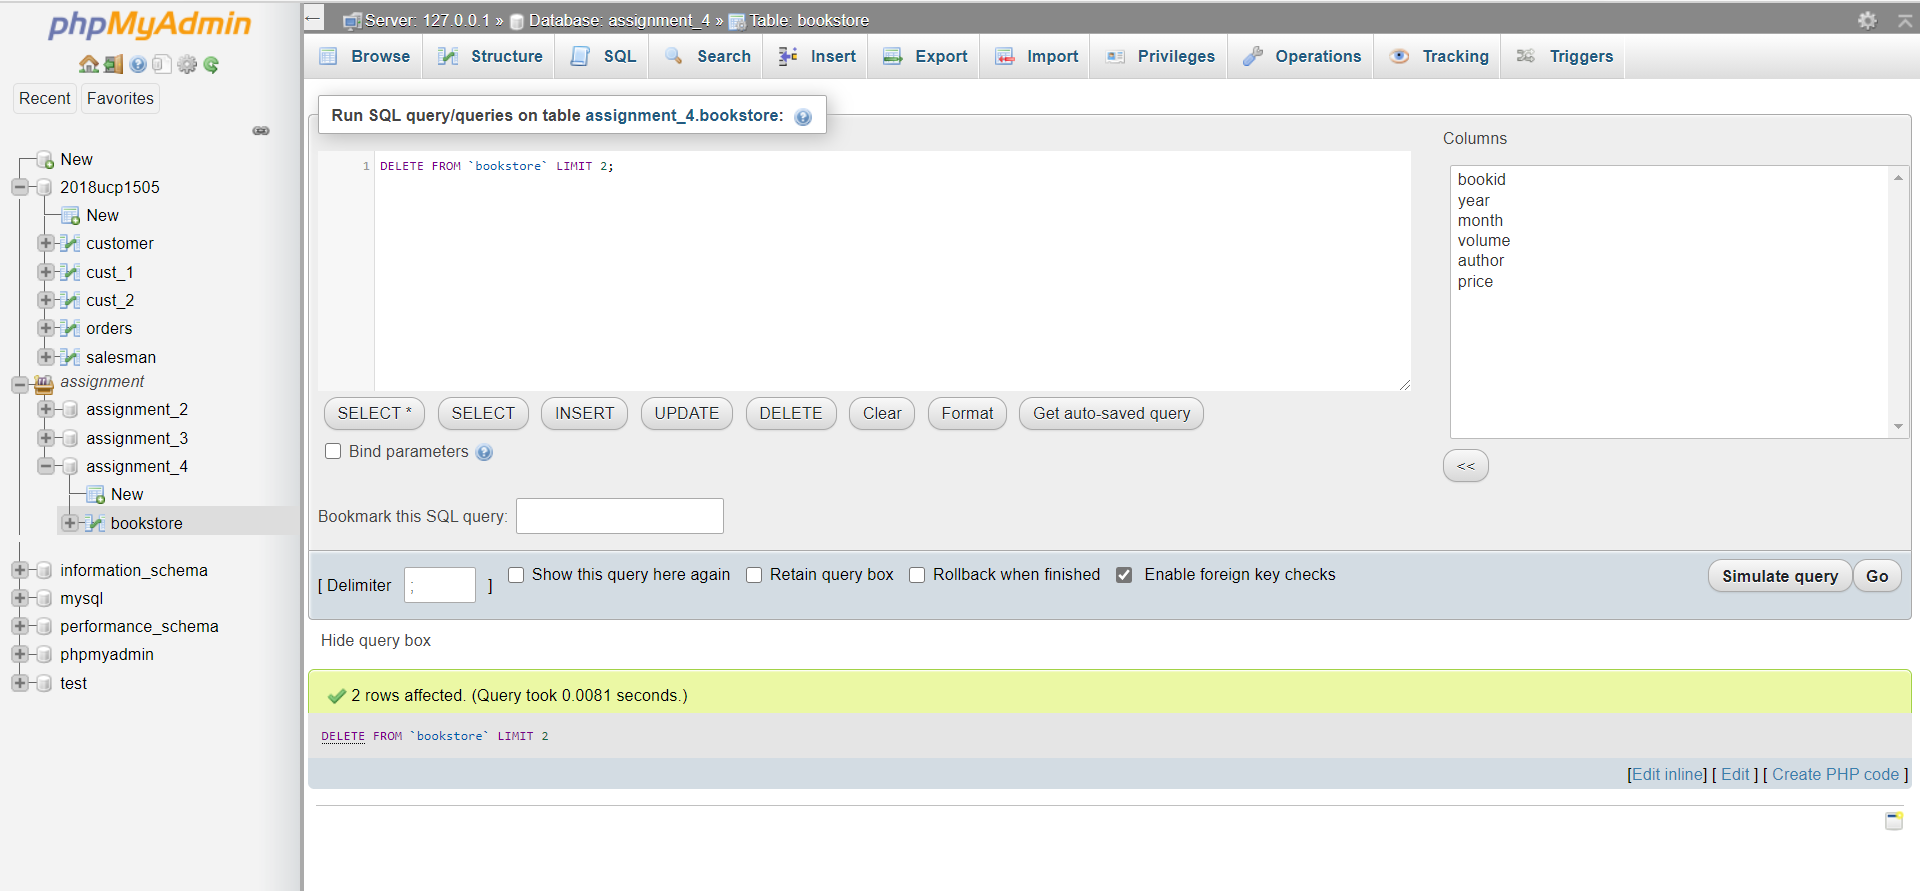 phpMyAdmin
Recent
Favorites
New
2018ucp1505
New
customer
cust_1
cust_2
orders
salesman
assignment
assignment_2
assignment_3
assignment_4
New
bookstore
information_schema
mysql
performance_schema
phpmyadmin
test
Server: 127.0.0.1 » Database: assignment_4 » Table: bookstore
Browse Structure SQL Search Insert Export Import Privileges Operations Tracking Triggers
Run SQL query/queries on table assignment_4.bookstore:
1 DELETE FROM `bookstore` LIMIT 2;
Columns
bookid
year
month
volume
author
price
SELECT * SELECT INSERT UPDATE DELETE Clear Format Get auto-saved query
Bind parameters
<<
Bookmark this SQL query:
[ Delimiter ; ] Show this query here again Retain query box Rollback when finished Enable foreign key checks Simulate query Go
Hide query box
2 rows affected. (Query took 0.0081 seconds.)
DELETE FROM `bookstore` LIMIT 2
[Edit inline] [ Edit ] [ Create PHP code ]